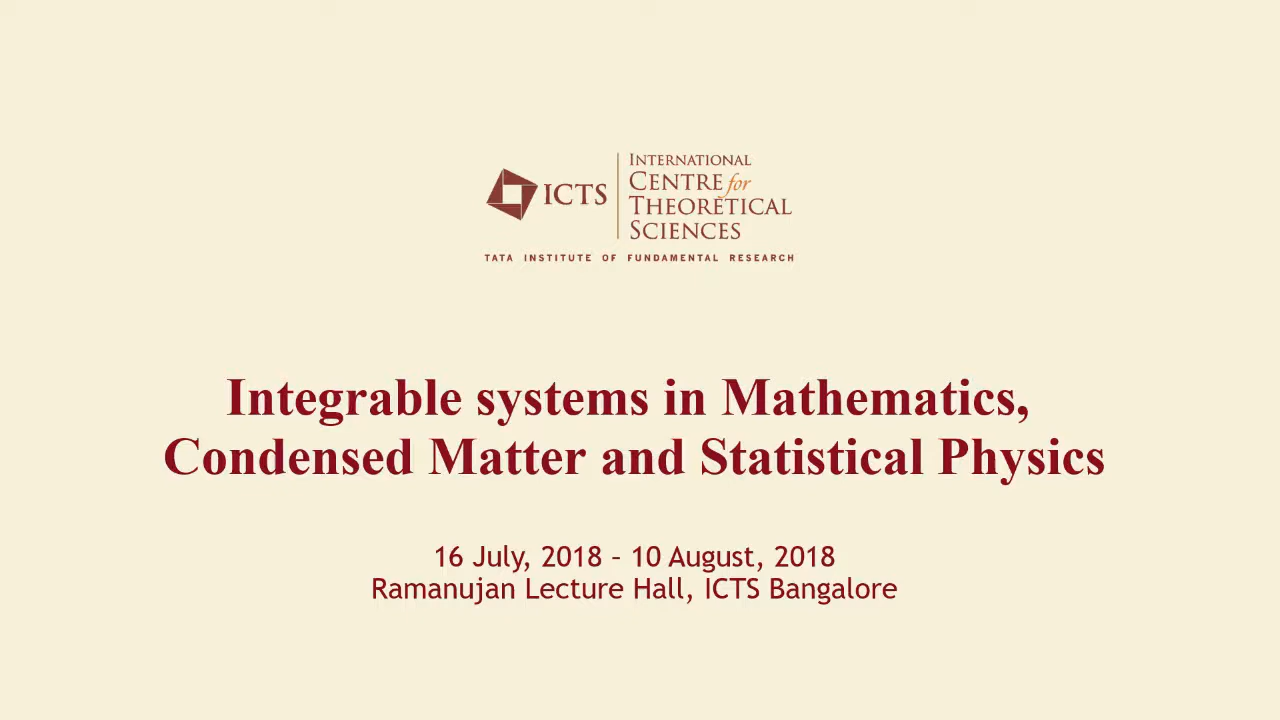 ICTS
INTERNATIONAL
CENTRE for
THEORETICAL
SCIENCES
TATA INSTITUTE OF FUNDAMENTAL RESEARCH
Integrable systems in Mathematics,
Condensed Matter and Statistical Physics
16 July, 2018 – 10 August, 2018
Ramanujan Lecture Hall, ICTS Bangalore